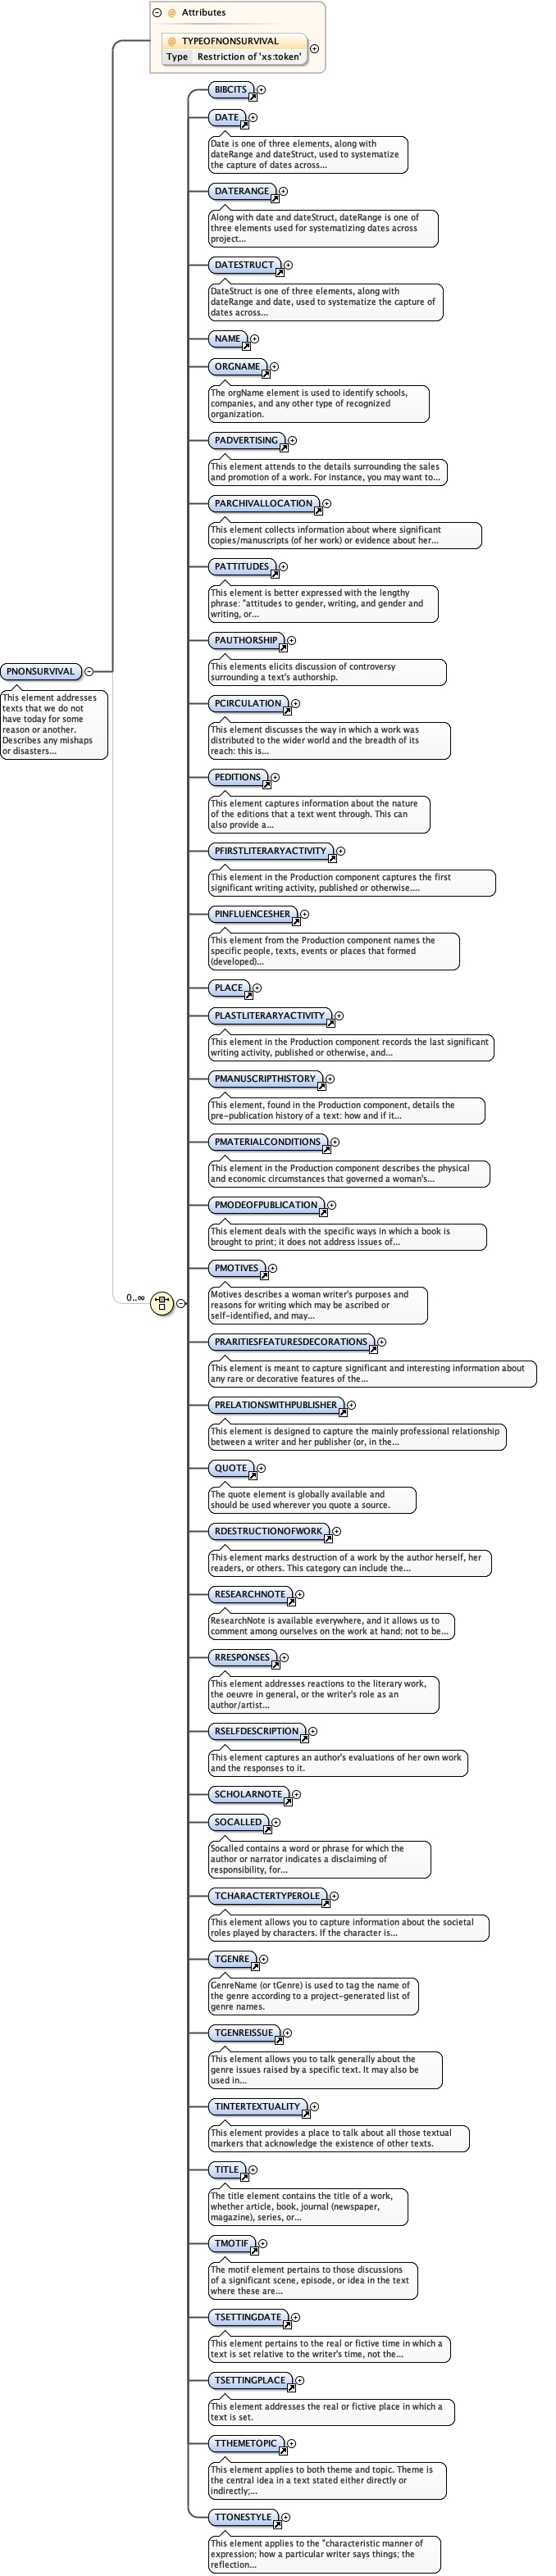 @ Attributes
@ TYPEOFNONSURVIVAL
Type Restriction of 'xs:token'
BIBCITS
DATE
Date is one of three elements, along with
dateRange and dateStruct, used to systematize
the capture of dates across...
DATERANGE
Along with date and dateStruct, dateRange is one of
three elements used for systematizing dates across
project...
DATESTRUCT
DateStruct is one of three elements, along with
dateRange and date, used to systematize the capture of
dates across...
NAME
ORGNAME
The orgName element is used to identify schools,
companies, and any other type of recognized
organization.
PADVERTISING
This element attends to the details surrounding the sales
and promotion of a work. For instance, you may want to...
PARCHIVALLOCATION
This element collects information about where significant
copies/manuscripts (of her work) or evidence about her...
PATTITUDES
This element is better expressed with the lengthy
phrase: "attitudes to gender, writing, and gender and
writing, or...
PAUTHORSHIP
This elements elicits discussion of controversy
surrounding a text's authorship.
PNONSURVIVAL
This element addresses
texts that we do not
have today for some
reason or another.
Describes any mishaps
or disasters...
PCIRCULATION
This element discusses the way in which a work was
distributed to the wider world and the breadth of its
reach: this is...
PEDITIONS
This element captures information about the nature
of the editions that a text went through. This can
also provide a...
PFIRSTLITERARYACTIVITY
This element in the Production component captures the first
significant writing activity, published or otherwise....
PINFLUENCESHER
This element from the Production component names the
specific people, texts, events or places that formed
(developed)...
PLACE
PLASTLITERARYACTIVITY
This element in the Production component records the last significant
writing activity, published or otherwise, and...
PMANUSCRIPTHISTORY
This element, found in the Production component, details the
pre-publication history of a text: how and if it...
PMATERIALCONDITIONS
This element in the Production component describes the physical
and economic circumstances that governed a woman's...
PMODEOFPUBLICATION
This element deals with the specific ways in which a book is
brought to print; it does not address issues of...
PMOTIVES
Motives describes a woman writer's purposes and
reasons for writing which may be ascribed or
self-identified, and may...
0..∞
PRARITIESFEATURESDECORATIONS
This element is meant to capture significant and interesting information about
any rare or decorative features of the...
PRELATIONSWITHPUBLISHER
This element is designed to capture the mainly professional relationship
between a writer and her publisher (or, in the...
QUOTE
The quote element is globally available and
should be used wherever you quote a source.
RDESTRUCTIONOFWORK
This element marks destruction of a work by the author herself, her
readers, or others. This category can include the...
RESEARCHNOTE
ResearchNote is available everywhere, and it allows us to
comment among ourselves on the work at hand; not to be...
RRESPONSES
This element addresses reactions to the literary work,
the oeuvre in general, or the writer's role as an
author/artist...
RSELFDESCRIPTION
This element captures an author's evaluations of her own work
and the responses to it.
SCHOLARNOTE
SOCALLED
Socalled contains a word or phrase for which the
author or narrator indicates a disclaiming of
responsibility, for...
TCHARACTERTYPEROLE
This element allows you to capture information about the societal
roles played by characters. If the character is...
TGENRE
GenreName (or tGenre) is used to tag the name of
the genre according to a project-generated list of
genre names.
TGENREISSUE
This element allows you to talk generally about the
genre issues raised by a specific text. It may also be
used in...
TINTERTEXTUALITY
This element provides a place to talk about all those textual
markers that acknowledge the existence of other texts.
TITLE
The title element contains the title of a work,
whether article, book, journal (newspaper,
magazine), series, or...
TMOTIF
The motif element pertains to those discussions
of a significant scene, episode, or idea in the text
where these are...
TSETTINGDATE
This element pertains to the real or fictive time in which a
text is set relative to the writer's time, not the...
TSETTINGPLACE
This element addresses the real or fictive place in which a
text is set.
TTHEMETOPIC
This element applies to both theme and topic. Theme is
the central idea in a text stated either directly or
indirectly;...
TTONESTYLE
This element applies to the "characteristic manner of
expression; how a particular writer says things; the
reflection...